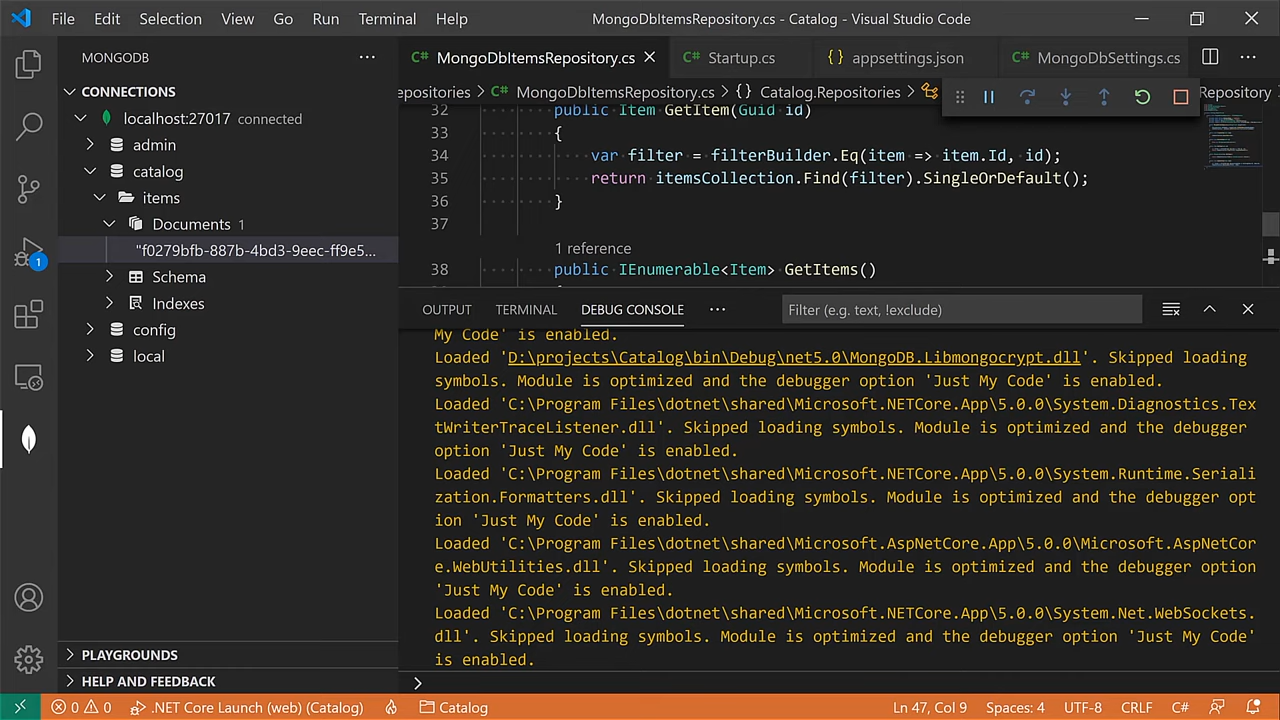 File Edit Selection View Go Run Terminal Help MongoDbItemsRepository.cs - Catalog - Visual Studio Code
MONGODB
CONNECTIONS
localhost:27017 connected
admin
catalog
items
Documents 1
"f0279bfb-887b-4bd3-9eec-ff9e5...
Schema
Indexes
config
local
PLAYGROUNDS
HELP AND FEEDBACK
1
MongoDbItemsRepository.cs Startup.cs appsettings.json MongoDbSettings.cs
epositories > MongoDbItemsRepository.cs > {} Catalog.Repositories > Repository
32 public Item GetItem(Guid id)
33 {
34 var filter = filterBuilder.Eq(item => item.Id, id);
35 return itemsCollection.Find(filter).SingleOrDefault();
36 }
37
1 reference
38 public IEnumerable<Item> GetItems()
OUTPUT TERMINAL DEBUG CONSOLE ··· Filter (e.g. text, !exclude)
My Code' is enabled.
Loaded 'D:\projects\Catalog\bin\Debug\net5.0\MongoDB.Libmongocrypt.dll'. Skipped loading
symbols. Module is optimized and the debugger option 'Just My Code' is enabled.
Loaded 'C:\Program Files\dotnet\shared\Microsoft.NETCore.App\5.0.0\System.Diagnostics.Tex
tWriterTraceListener.dll'. Skipped loading symbols. Module is optimized and the debugger
option 'Just My Code' is enabled.
Loaded 'C:\Program Files\dotnet\shared\Microsoft.NETCore.App\5.0.0\System.Runtime.Seriali
zation.Formatters.dll'. Skipped loading symbols. Module is optimized and the debugger opt
ion 'Just My Code' is enabled.
Loaded 'C:\Program Files\dotnet\shared\Microsoft.AspNetCore.App\5.0.0\Microsoft.AspNetCor
e.WebUtilities.dll'. Skipped loading symbols. Module is optimized and the debugger option
'Just My Code' is enabled.
Loaded 'C:\Program Files\dotnet\shared\Microsoft.NETCore.App\5.0.0\System.Net.WebSockets.
dll'. Skipped loading symbols. Module is optimized and the debugger option 'Just My Code'
is enabled.
>
0 0 .NET Core Launch (web) (Catalog) Catalog Ln 47, Col 9 Spaces: 4 UTF-8 CRLF C#